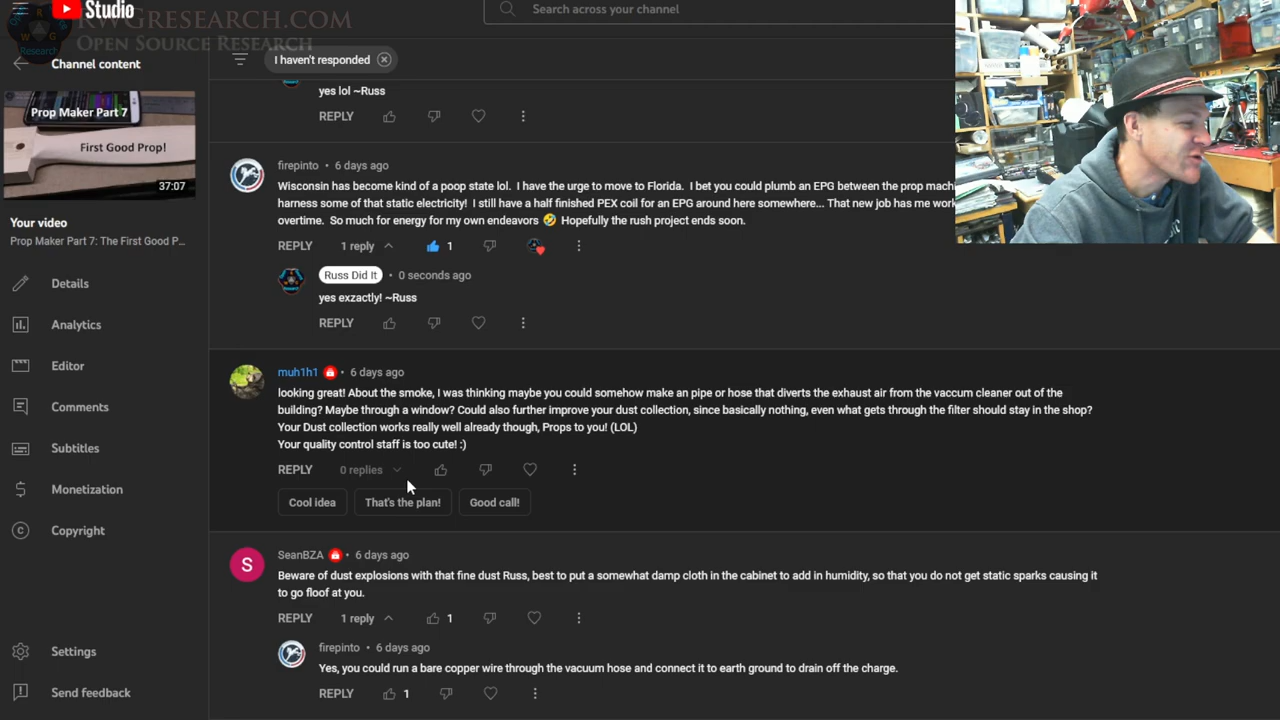 Studio
Search across your channel
RWGRESEARCH.COM
Open Source Research
R
W G
Research
Channel content
I haven't responded
Prop Maker Part 7
First Good Prop!
37:07
Your video
Prop Maker Part 7: The First Good P...
Details
Analytics
Editor
Comments
Subtitles
Monetization
Copyright
Settings
Send feedback
yes lol ~Russ
REPLY
firepinto • 6 days ago
Wisconsin has become kind of a poop state lol. I have the urge to move to Florida. I bet you could plumb an EPG between the prop machi
harness some of that static electricity! I still have a half finished PEX coil for an EPG around here somewhere... That new job has me work
overtime. So much for energy for my own endeavors 🤣 Hopefully the rush project ends soon.
REPLY 1 reply 1
Russ Did It • 0 seconds ago
yes exzactly! ~Russ
REPLY
muh1h1 • 6 days ago
looking great! About the smoke, I was thinking maybe you could somehow make an pipe or hose that diverts the exhaust air from the vaccum cleaner out of the
building? Maybe through a window? Could also further improve your dust collection, since basically nothing, even what gets through the filter should stay in the shop?
Your Dust collection works really well already though, Props to you! (LOL)
Your quality control staff is too cute! :)
REPLY 0 replies
Cool idea That's the plan! Good call!
S
SeanBZA • 6 days ago
Beware of dust explosions with that fine dust Russ, best to put a somewhat damp cloth in the cabinet to add in humidity, so that you do not get static sparks causing it
to go floof at you.
REPLY 1 reply 1
firepinto • 6 days ago
Yes, you could run a bare copper wire through the vacuum hose and connect it to earth ground to drain off the charge.
REPLY 1